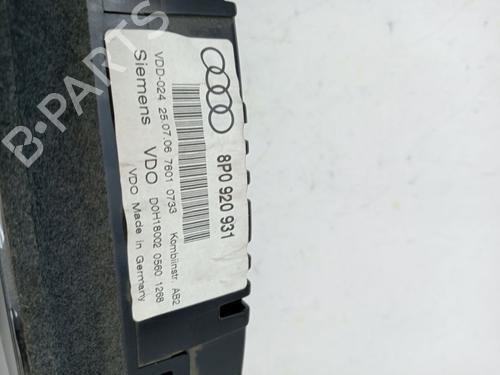 8P0 920 931
VDD-024 25.07.06 7601 0733 Kombiinstr. AB2
Siemens VDO D0H18002 0560 1268
VDO Made in Germany
B-PARTS